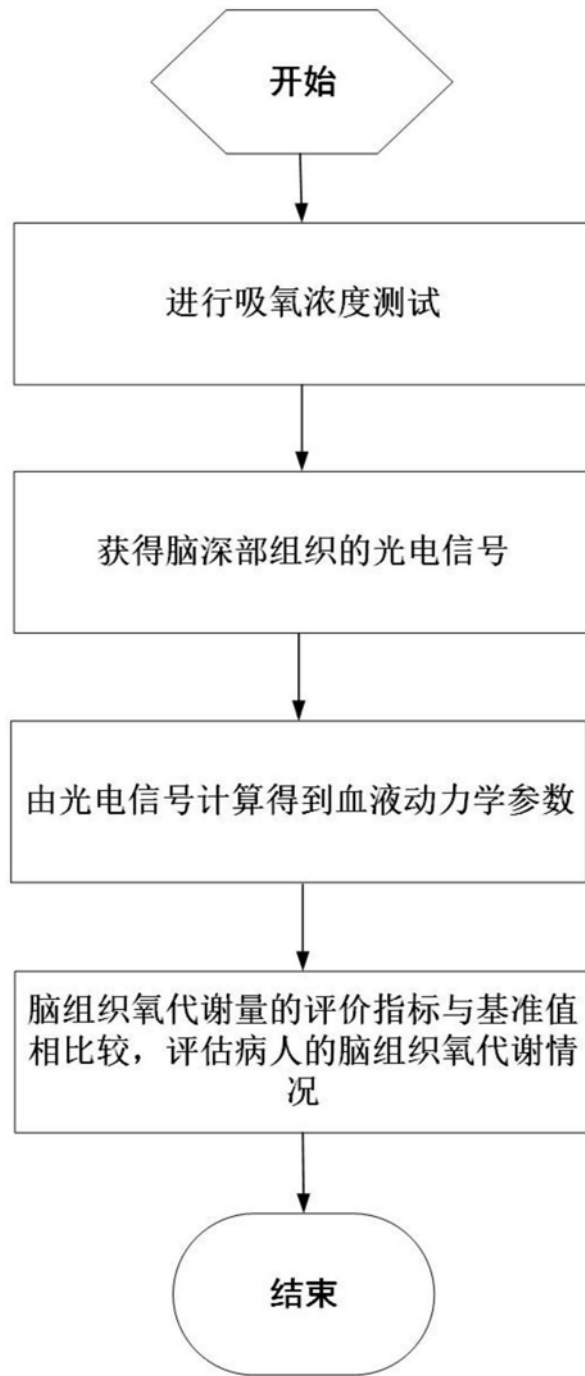 开始
进行吸氧浓度测试
获得脑深部组织的光电信号
由光电信号计算得到血液动力学参数
脑组织氧代谢量的评价指标与基准值
相比较，评估病人的脑组织氧代谢情
况
结束